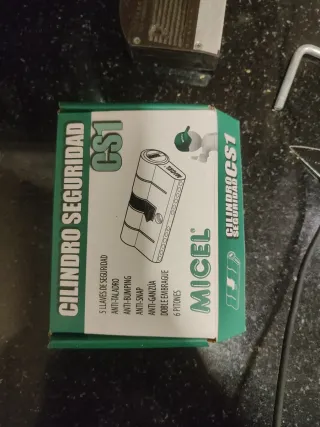 CILINDRO SEGURIDAD
CS1
5 LLAVES DE SEGURIDAD
ANTI-TALADRO
ANTI-BUMPING
ANTI-SNAP
ANTI-GANZÚA
DOBLE EMBRAGUE
6 PITONES
MICEL®
CILINDRO
SEGURIDAD
CS1